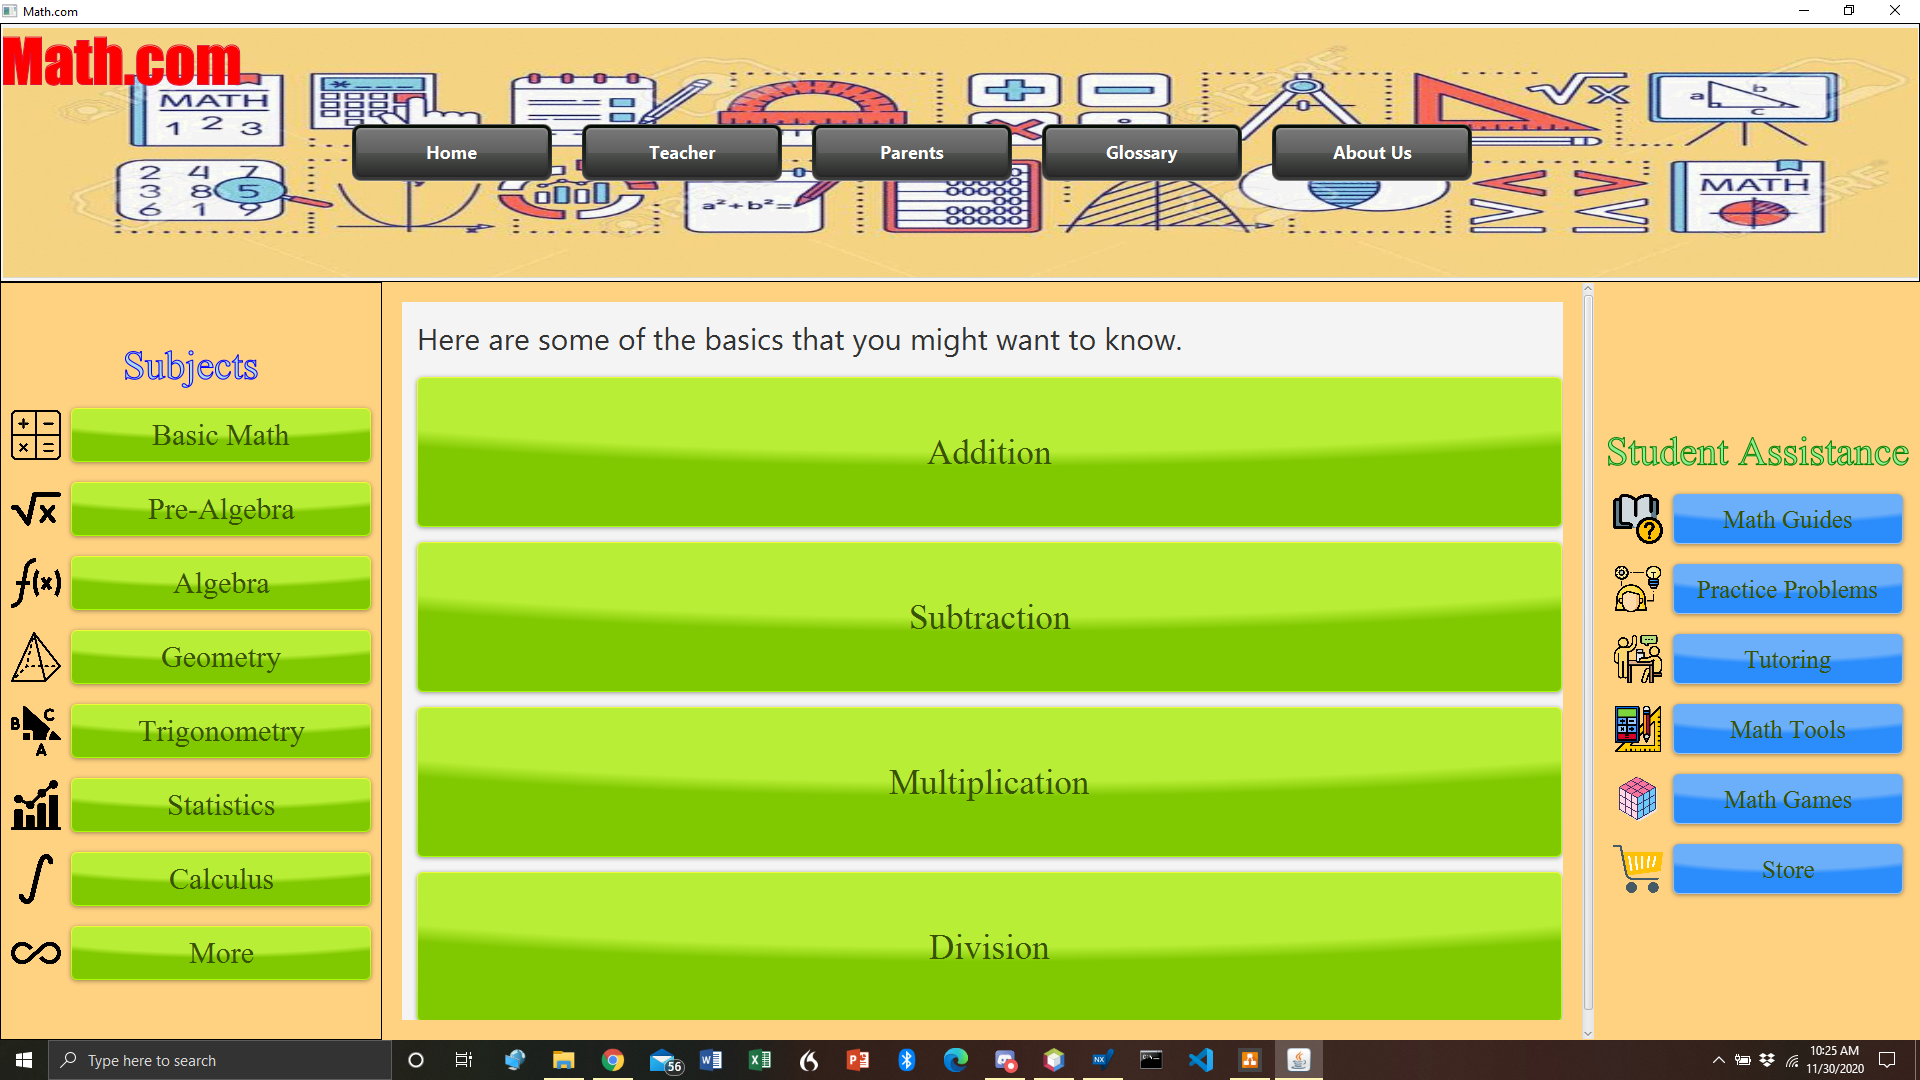 Math.com
Math.com
MATH
1 2 3
a b
c
√x
Home
Teacher
Parents
Glossary
About Us
2 4 7
3 8 5
6 1 9
a²+b²=
MATH
Subjects
Basic Math
√x
Pre-Algebra
f(x)
Algebra
Geometry
B C
A
Trigonometry
Statistics
Calculus
More
Here are some of the basics that you might want to know.
Addition
Subtraction
Multiplication
Division
Student Assistance
?
Math Guides
Practice Problems
Tutoring
Math Tools
Math Games
Store
Type here to search
56
NX
10:25 AM
11/30/2020